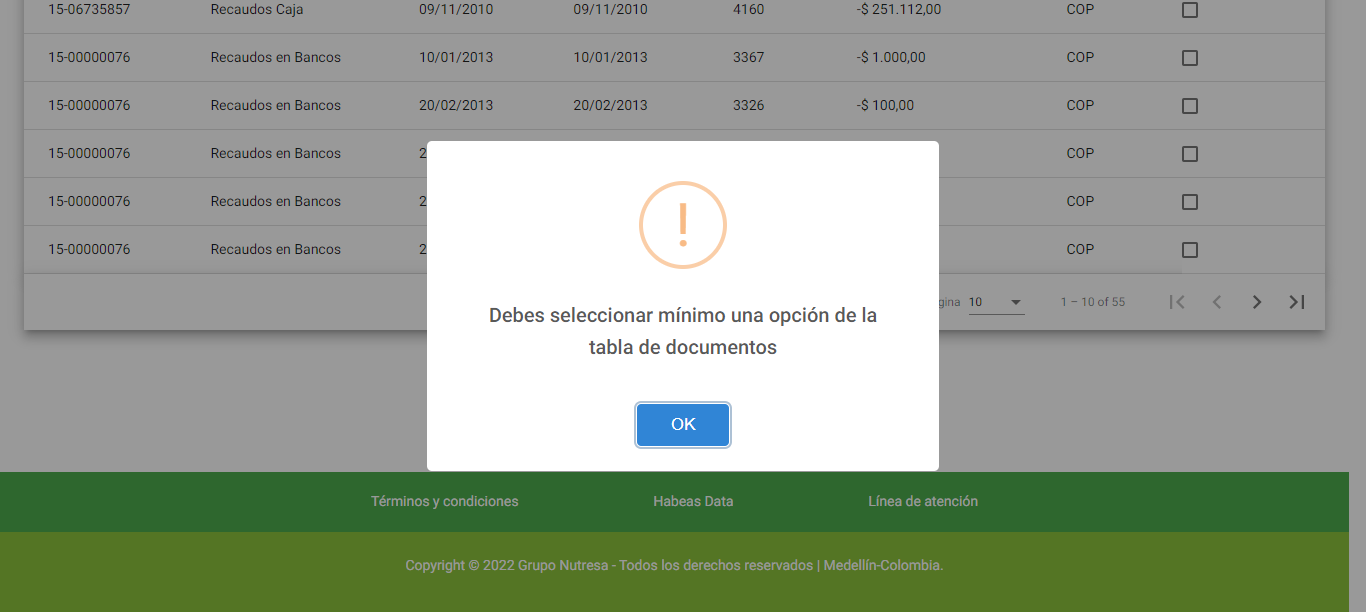 15-06735857 Recaudos Caja 09/11/2010 09/11/2010 4160 -$ 251.112,00 COP
15-00000076 Recaudos en Bancos 10/01/2013 10/01/2013 3367 -$ 1.000,00 COP
15-00000076 Recaudos en Bancos 20/02/2013 20/02/2013 3326 -$ 100,00 COP
15-00000076 Recaudos en Bancos 2 COP
15-00000076 Recaudos en Bancos 2 COP
15-00000076 Recaudos en Bancos 2 COP
gina 10 1 – 10 of 55
!
Debes seleccionar mínimo una opción de la
tabla de documentos
OK
Términos y condiciones Habeas Data Línea de atención
Copyright © 2022 Grupo Nutresa - Todos los derechos reservados | Medellín-Colombia.